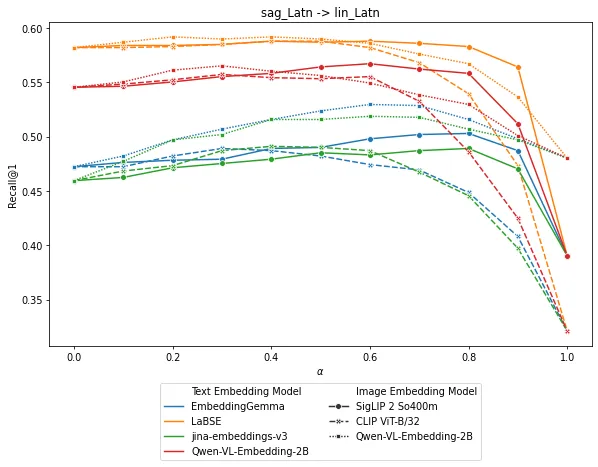 sag_Latn -> lin_Latn
Recall@1
0.60
0.55
0.50
0.45
0.40
0.35
0.0
0.2
0.4
0.6
0.8
1.0
α
Text Embedding Model
EmbeddingGemma
LaBSE
jina-embeddings-v3
Qwen-VL-Embedding-2B
Image Embedding Model
SigLIP 2 So400m
CLIP ViT-B/32
Qwen-VL-Embedding-2B